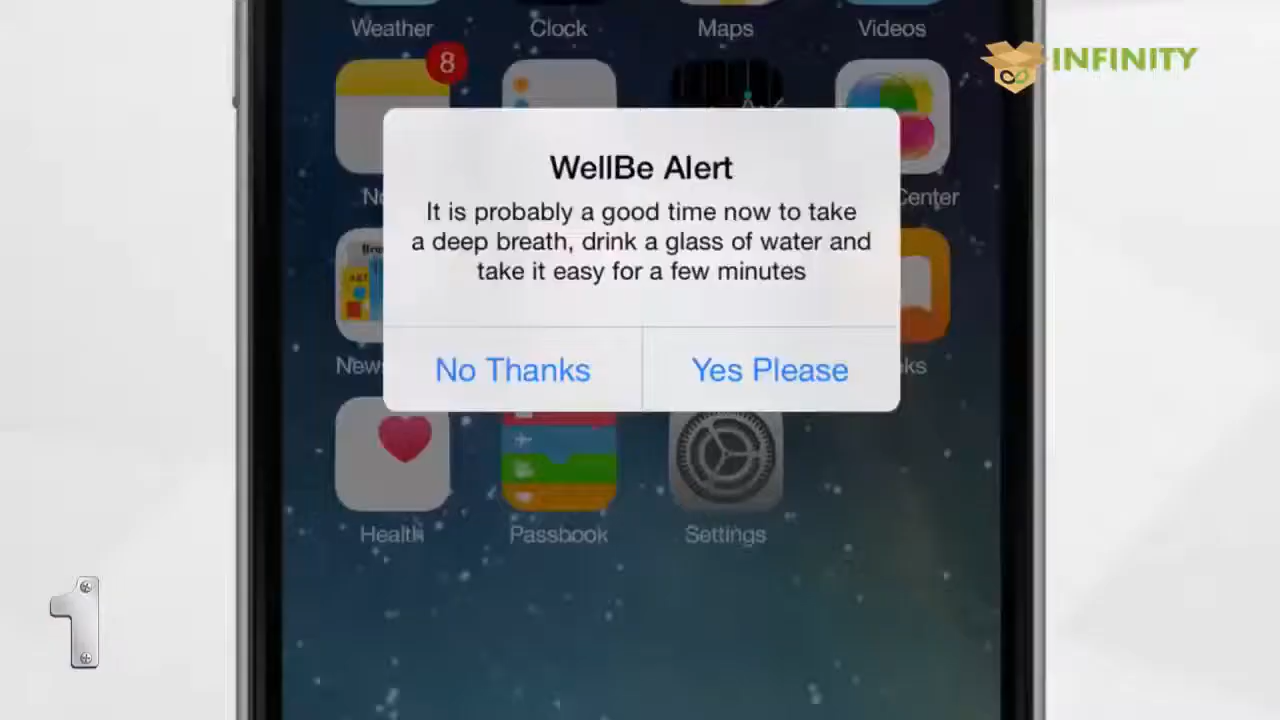 Weather Clock Maps Videos
INFINITY
8
WellBe Alert
It is probably a good time now to take
a deep breath, drink a glass of water and
take it easy for a few minutes
Center
No Thanks Yes Please
Health Passbook Settings
1